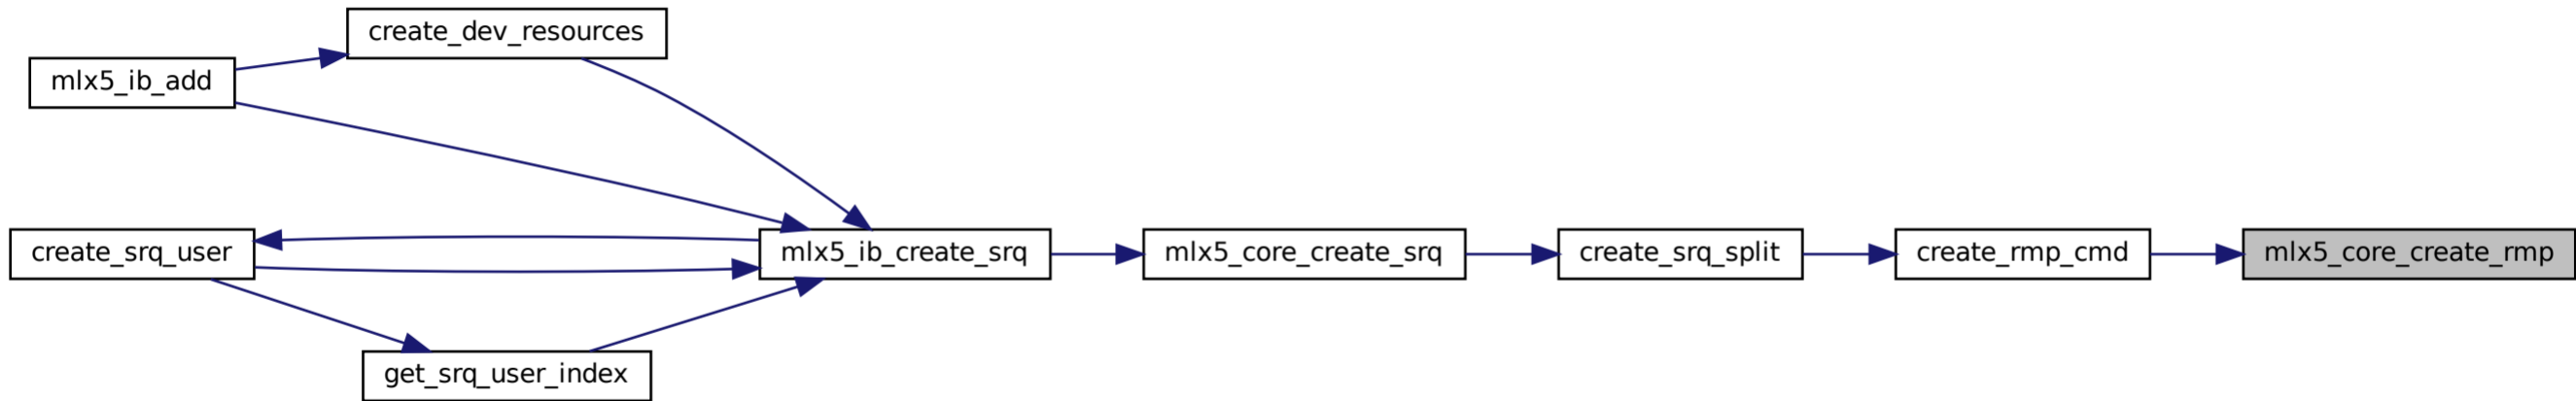 create_dev_resources
mlx5_ib_add
create_srq_user
mlx5_ib_create_srq
mlx5_core_create_srq
create_srq_split
create_rmp_cmd
mlx5_core_create_rmp
get_srq_user_index